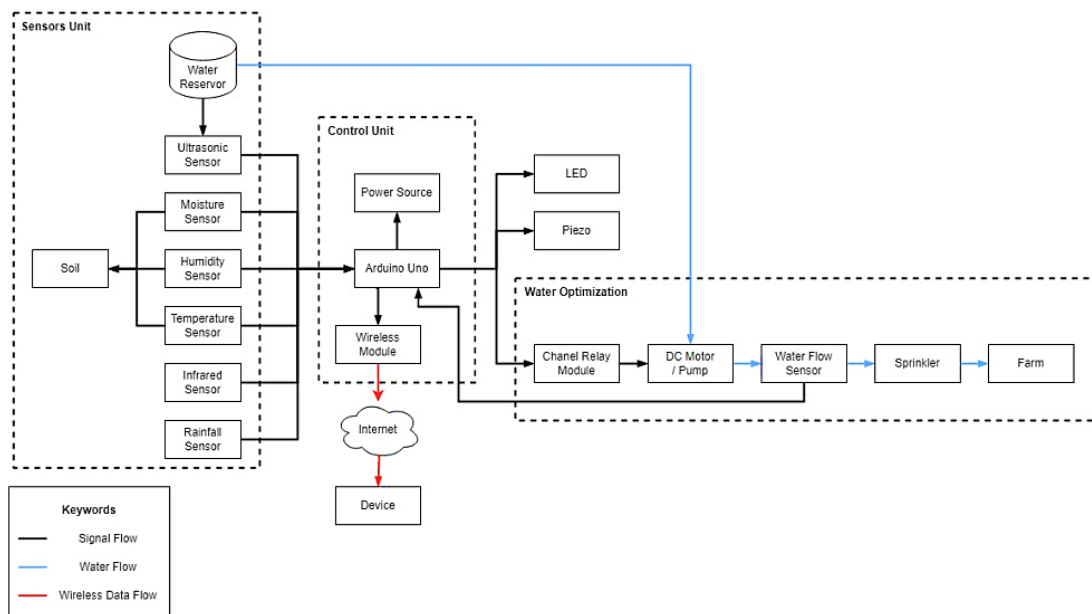 Sensors Unit
Water
Reservor
Ultrasonic
Sensor
Moisture
Sensor
Soil
Humidity
Sensor
Temperature
Sensor
Infrared
Sensor
Rainfall
Sensor
Control Unit
Power Source
Arduino Uno
Wireless
Module
Internet
Device
LED
Piezo
Water Optimization
Chanel Relay
Module
DC Motor
/ Pump
Water Flow
Sensor
Sprinkler
Farm
Keywords
Signal Flow
Water Flow
Wireless Data Flow